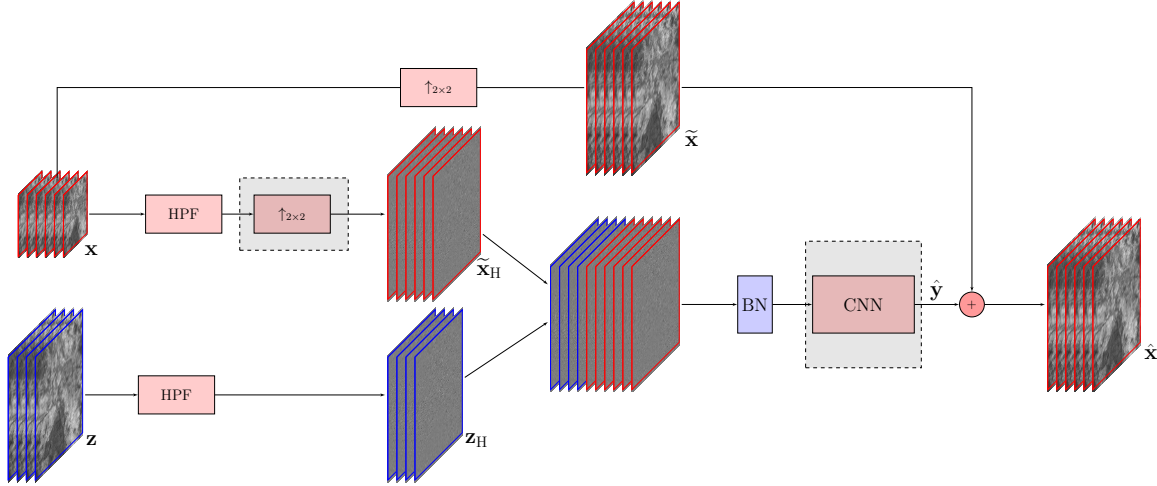 ↑2×2
x̃
HPF
↑2×2
x
x̃H
BN
CNN
ŷ
+
x̂
HPF
z
zH